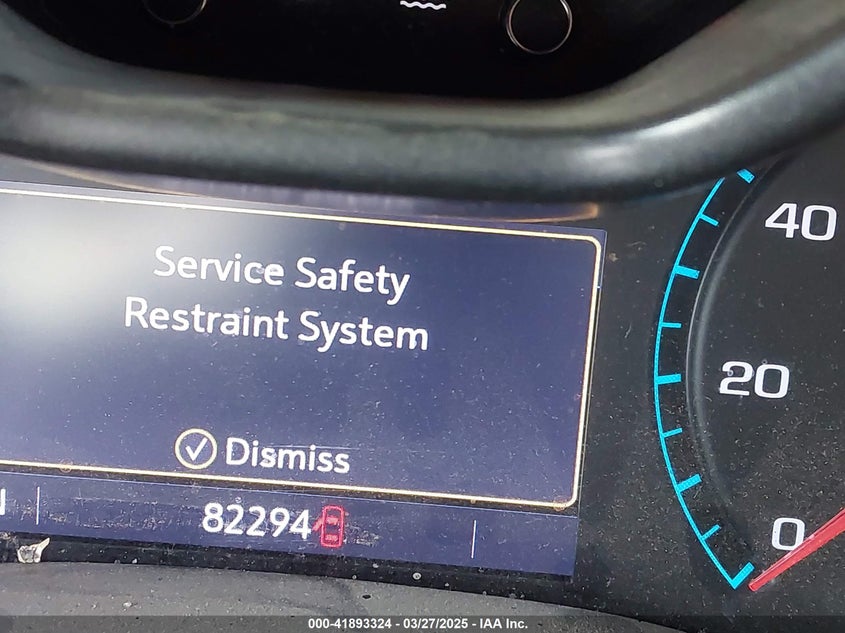 40
Service Safety
Restraint System
20
Dismiss
82294
0
000-41893324 - 03/27/2025 - IAA Inc.